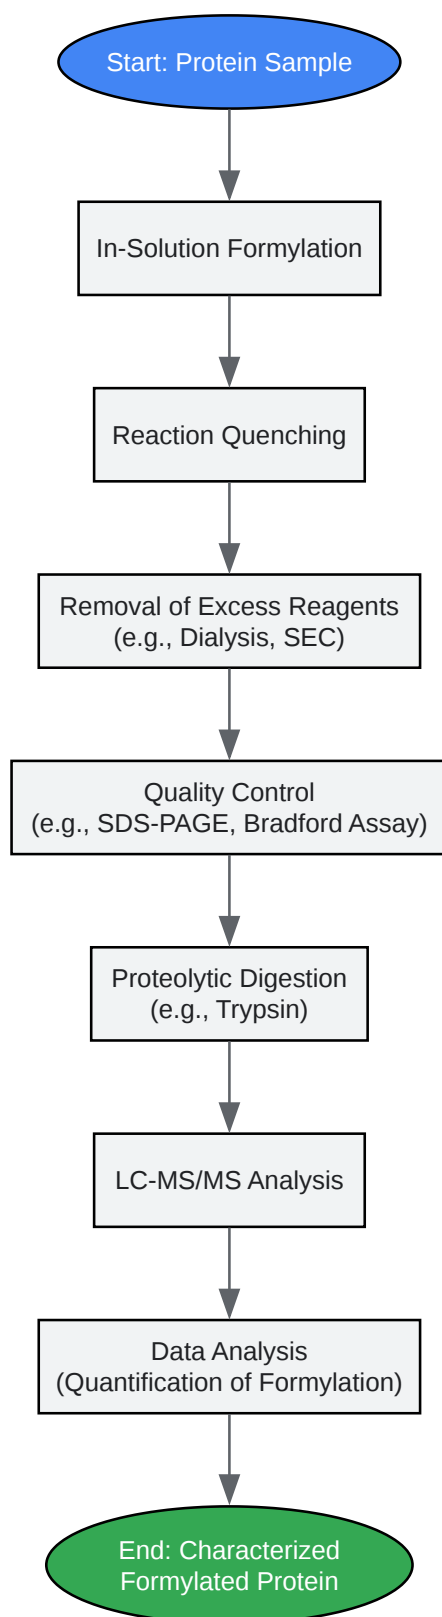 Start: Protein Sample
In-Solution Formylation
Reaction Quenching
Removal of Excess Reagents
(e.g., Dialysis, SEC)
Quality Control
(e.g., SDS-PAGE, Bradford Assay)
Proteolytic Digestion
(e.g., Trypsin)
LC-MS/MS Analysis
Data Analysis
(Quantification of Formylation)
End: Characterized
Formylated Protein